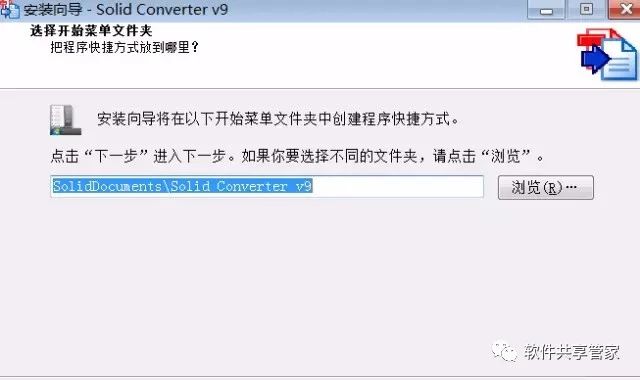 安装向导 - Solid Converter v9
选择开始菜单文件夹
把程序快捷方式放到哪里？
安装向导将在以下开始菜单文件夹中创建程序快捷方式。
点击“下一步”进入下一步。如果你要选择不同的文件夹，请点击“浏览”。
SolidDocuments\Solid Converter v9
浏览(R)…
软件共享管家